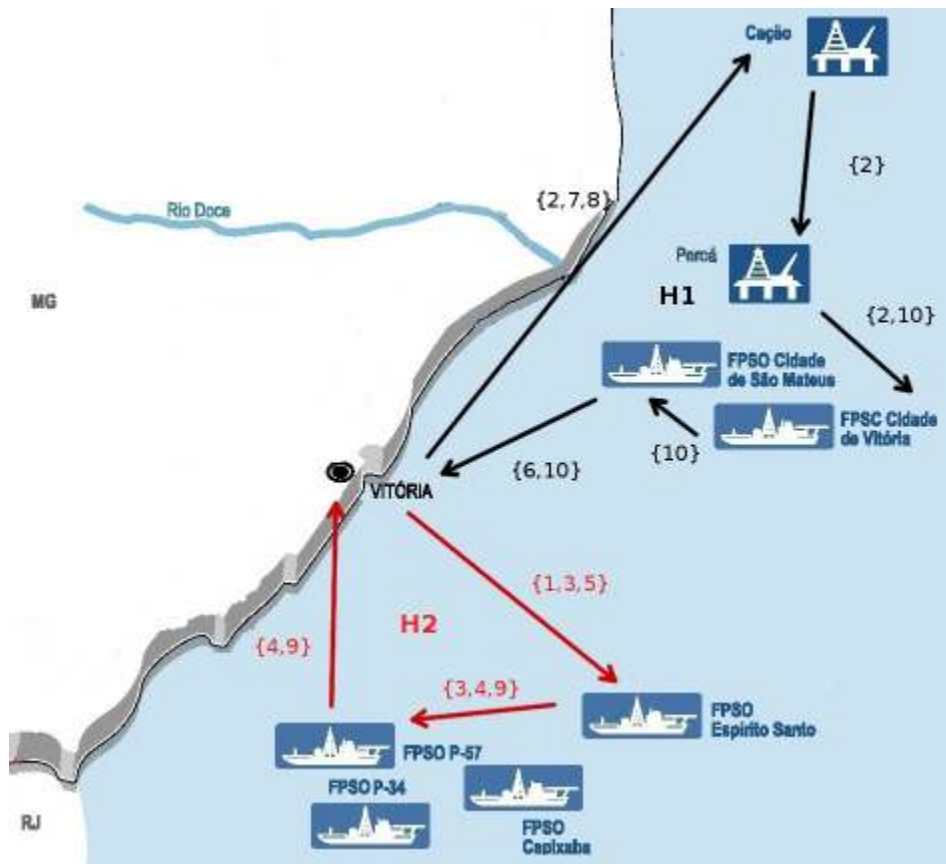 Cação
{2}
{2,7,8}
Rio Doce
Peroá
MG
H1
{2,10}
FPSO Cidade
de São Mateus
FPSC Cidade
de Vitória
{10}
{6,10}
VITÓRIA
{1,3,5}
H2
{4,9}
{3,4,9}
FPSO
Espírito Santo
FPSO P-57
FPSO P-34
FPSO
Capixaba
RJ